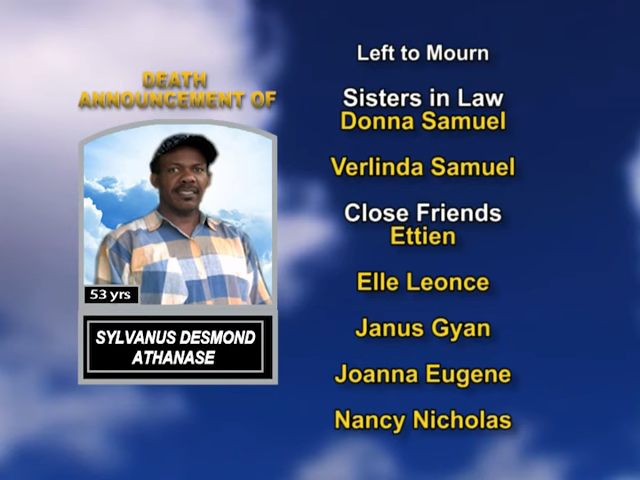 DEATH
ANNOUNCEMENT OF
53 yrs
SYLVANUS DESMOND
ATHANASE
Left to Mourn
Sisters in Law
Donna Samuel
Verlinda Samuel
Close Friends
Ettien
Elle Leonce
Janus Gyan
Joanna Eugene
Nancy Nicholas